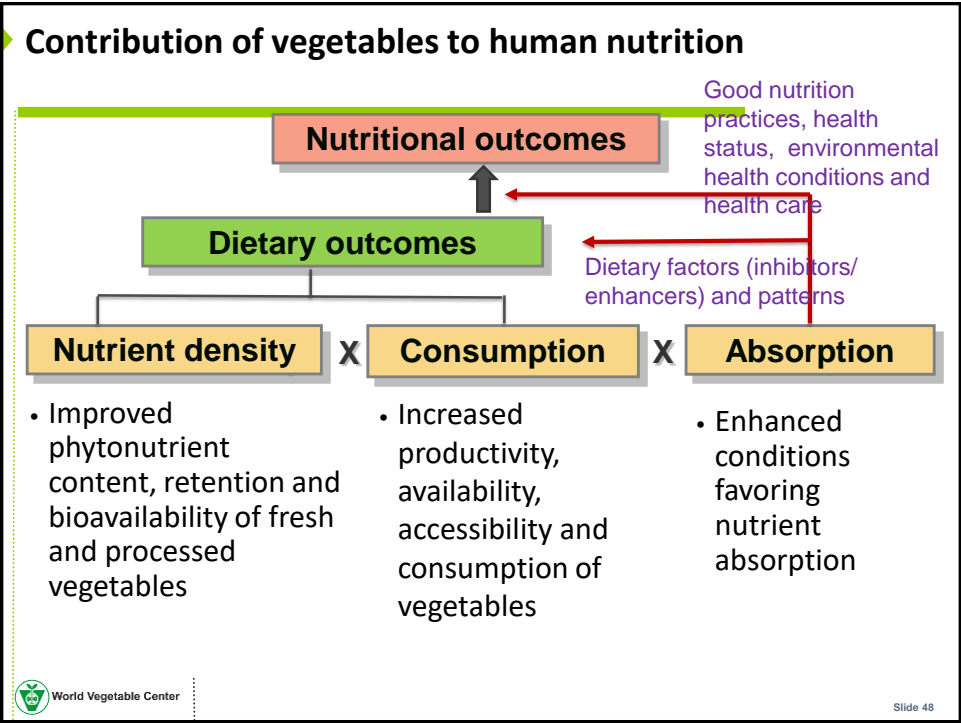 Contribution of vegetables to human nutrition
Good nutrition
practices, health
status, environmental
health conditions and
health care
Nutritional outcomes
Dietary outcomes
Dietary factors (inhibitors/
enhancers) and patterns
Nutrient density X Consumption X Absorption
• Improved
phytonutrient
content, retention and
bioavailability of fresh
and processed
vegetables
• Increased
productivity,
availability,
accessibility and
consumption of
vegetables
• Enhanced
conditions
favoring
nutrient
absorption
World Vegetable Center
Slide 48